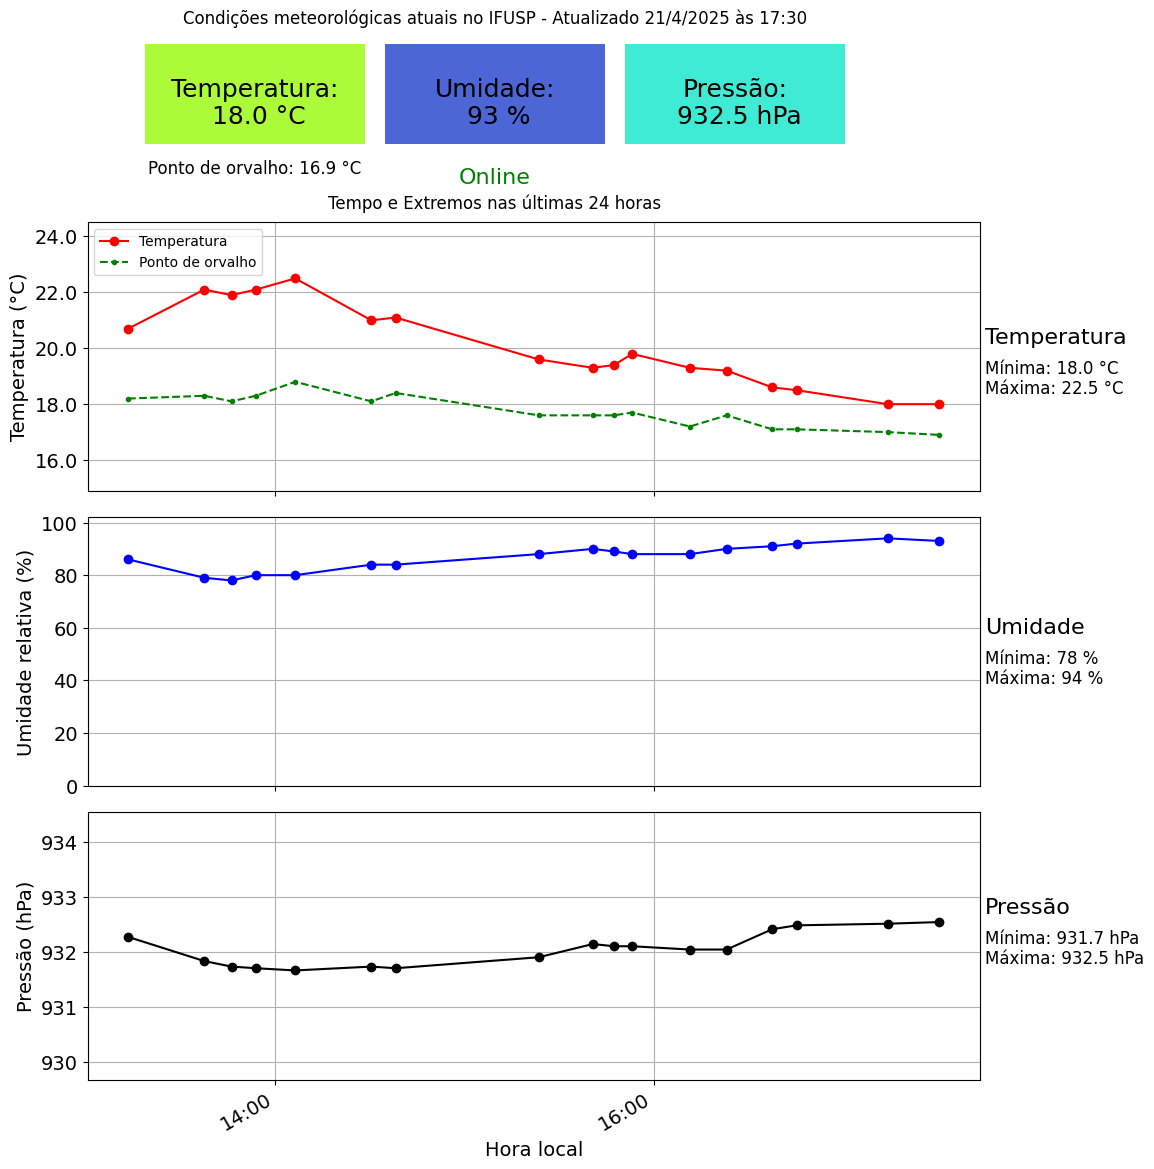 Condições meteorológicas atuais no IFUSP - Atualizado 21/4/2025 às 17:30
Temperatura:
18.0 °C
Umidade:
93 %
Pressão:
932.5 hPa
Ponto de orvalho: 16.9 °C
Online
Tempo e Extremos nas últimas 24 horas
Temperatura (°C)
24.0
22.0
20.0
18.0
16.0
Temperatura
Ponto de orvalho
Temperatura
Mínima: 18.0 °C
Máxima: 22.5 °C
Umidade relativa (%)
100
80
60
40
20
0
Umidade
Mínima: 78 %
Máxima: 94 %
Pressão (hPa)
934
933
932
931
930
Pressão
Mínima: 931.7 hPa
Máxima: 932.5 hPa
14:00
16:00
Hora local